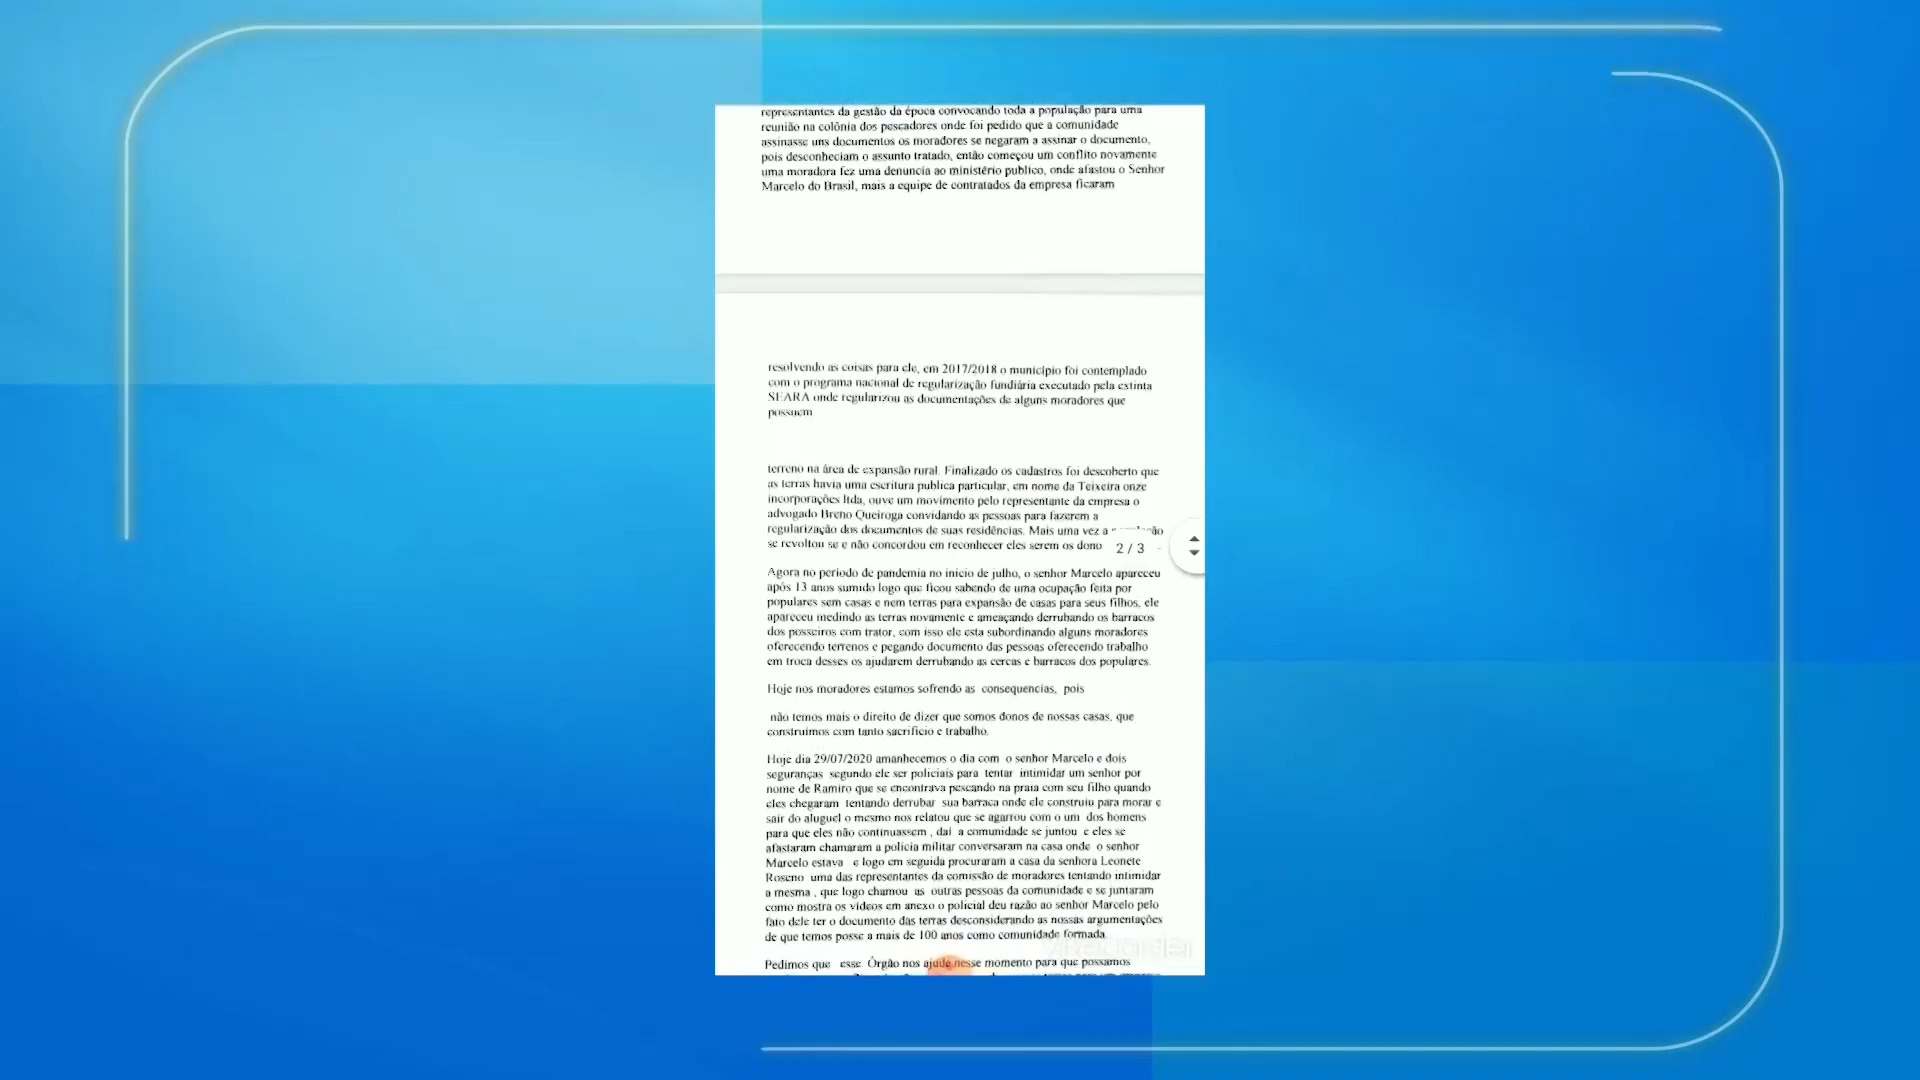 representantes da gestão da época convocando toda a população para uma
reunião na colônia dos pescadores onde foi pedido que a comunidade
assinasse uns documentos os moradores se negaram a assinar o documento,
pois desconheciam o assunto tratado, então começou um conflito novamente
uma moradora fez uma denuncia ao ministério publico, onde afastou o Senhor
Marcelo do Brasil, mais a equipe de contratados da empresa ficaram
resolvendo as coisas para ele, em 2017/2018 o município foi contemplado
com o programa nacional de regularização fundiária executado pela extinta
SEARA onde regularizou as documentações de alguns moradores que
possuem
terreno na área de expansão rural. Finalizado os cadastros foi descoberto que
as terras havia uma escritura publica particular, em nome da Teixeira onze
incorporações ltda, ouve um movimento pelo representante da empresa o
advogado Breno Queiroga convidando as pessoas para fazerem a
regularização dos documentos de suas residências. Mais uma vez a
se revoltou se e não concordou em reconhecer eles serem os dono
2 / 3
Agora no período de pandemia no inicio de julho, o senhor Marcelo apareceu
após 13 anos sumido logo que ficou sabendo de uma ocupação feita por
populares sem casas e nem terras para expansão de casas para seus filhos, ele
apareceu medindo as terras novamente e ameaçando derrubando os barracos
dos posseiros com trator, com isso ele esta subordinando alguns moradores
oferecendo terrenos e pegando documento das pessoas oferecendo trabalho
em troca desses os ajudarem derrubando as cercas e barracos dos populares.
Hoje nos moradores estamos sofrendo as consequencias, pois
não temos mais o direito de dizer que somos donos de nossas casas, que
construímos com tanto sacrifício e trabalho.
Hoje dia 29/07/2020 amanhecemos o dia com o senhor Marcelo e dois
seguranças segundo ele ser policiais para tentar intimidar um senhor por
nome de Ramiro que se encontrava pescando na praia com seu filho quando
eles chegaram tentando derrubar sua barraca onde ele construiu para morar e
sair do aluguel o mesmo nos relatou que se agarrou com o um dos homens
para que eles não continuassem , daí a comunidade se juntou e eles se
afastaram chamaram a polícia militar conversaram na casa onde o senhor
Marcelo estava e logo em seguida procuraram a casa da senhora Leonete
Roseno uma das representantes da comissão de moradores tentando intimidar
a mesma , que logo chamou as outras pessoas da comunidade e se juntaram
como mostra os vídeos em anexo o policial deu razão ao senhor Marcelo pelo
fato dele ter o documento das terras desconsiderando as nossas argumentações
de que temos posse a mais de 100 anos como comunidade formada.
Pedimos que esse Órgão nos ajude nesse momento para que possamos